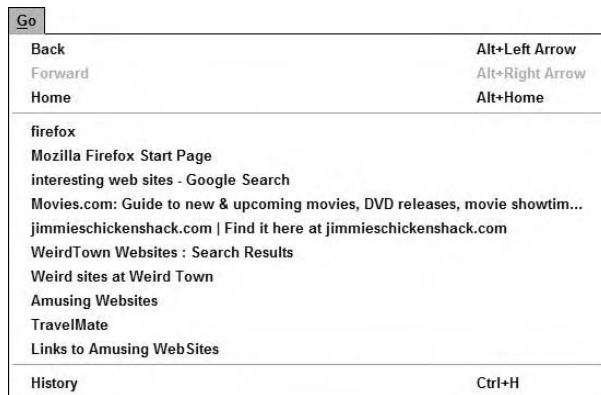 Go
Back Alt+Left Arrow
Forward Alt+Right Arrow
Home Alt+Home
firefox
Mozilla Firefox Start Page
interesting web sites - Google Search
Movies.com: Guide to new & upcoming movies, DVD releases, movie showtim...
jimmieschickenshack.com | Find it here at jimmieschickenshack.com
WeirdTown Websites : Search Results
Weird sites at Weird Town
Amusing Websites
TravelMate
Links to Amusing WebSites
History Ctrl+H